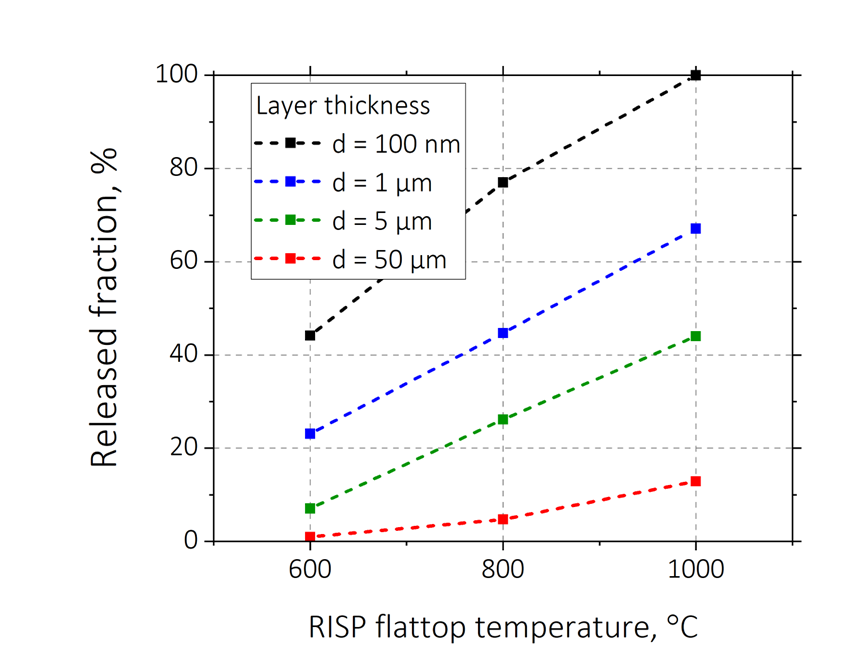 100
80
60
40
20
0
Released fraction, %
Layer thickness
d = 100 nm
d = 1 μm
d = 5 μm
d = 50 μm
600 800 1000
RISP flattop temperature, °C